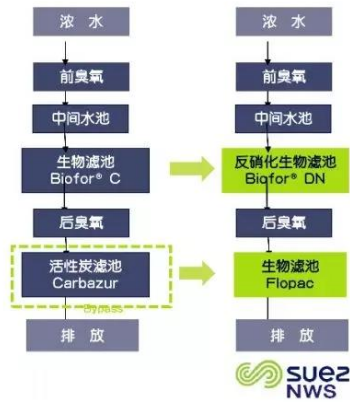 浓水
浓水
前臭氧
前臭氧
中间水池
中间水池
生物滤池
Biofor® C
反硝化生物滤池
Biofor® DN
后臭氧
后臭氧
活性炭滤池
Carbazur
生物滤池
Flopac
Bypass
排放
排放
suez
NWS